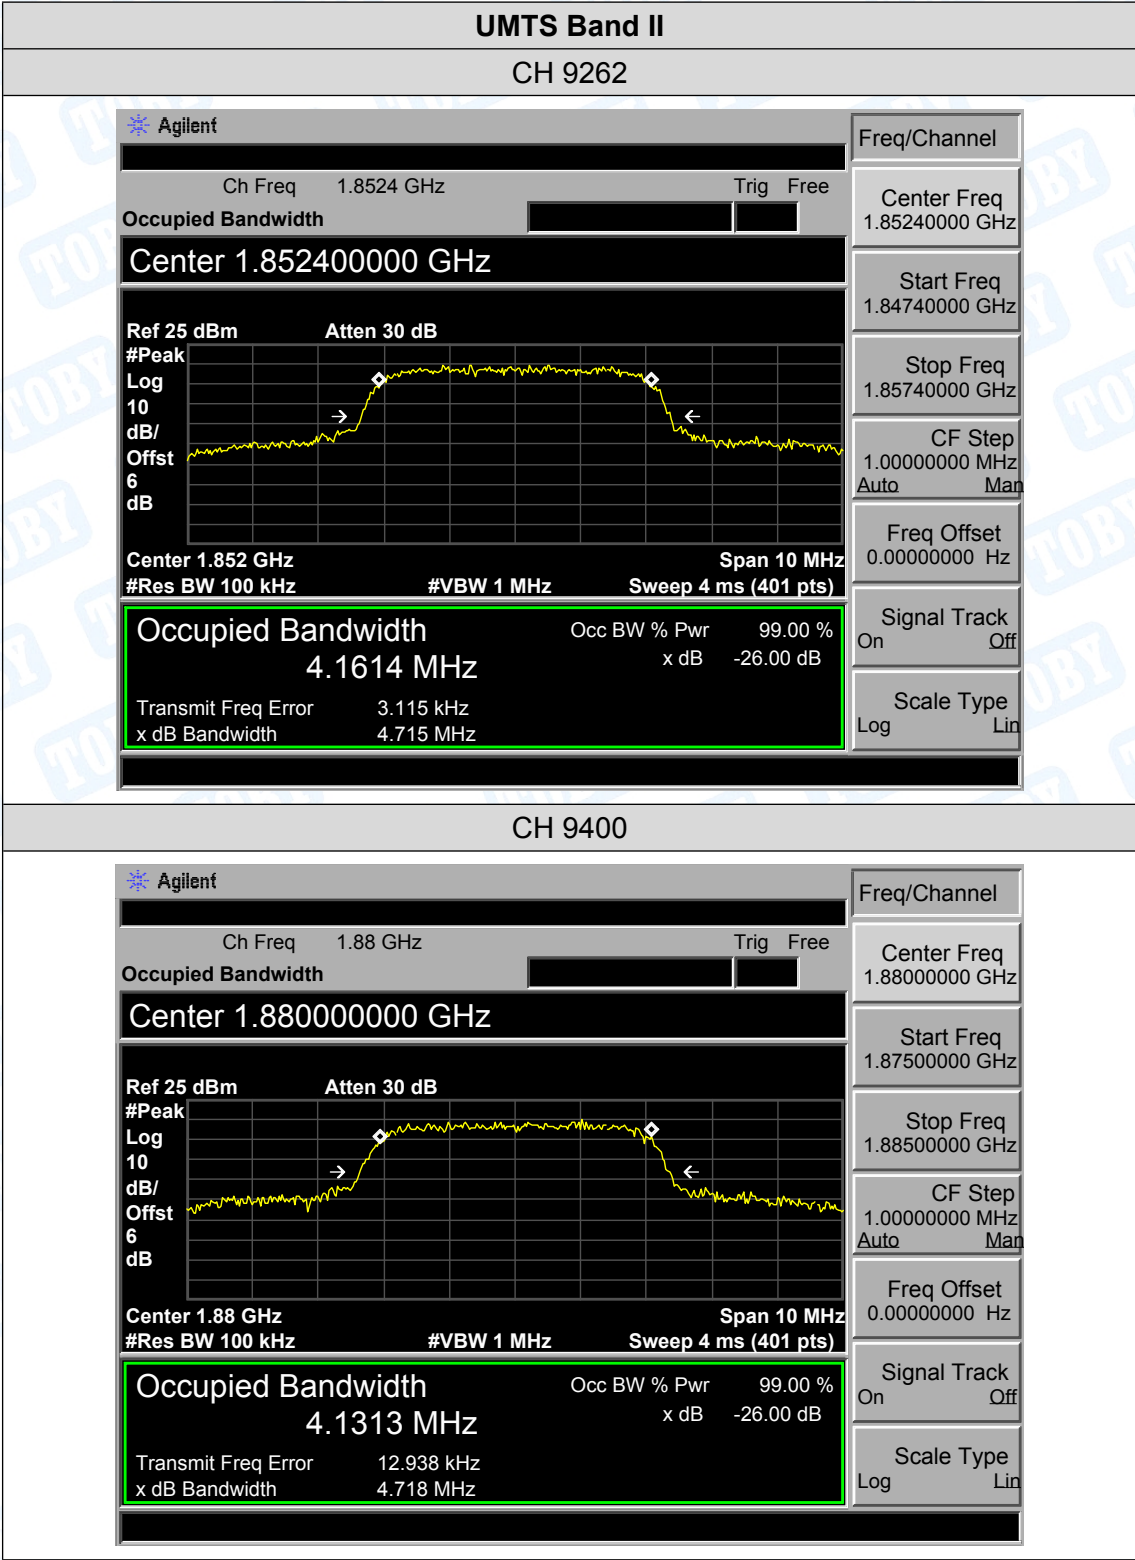 UMTS Band II
CH 9262
Agilent
Freq/Channel
Ch Freq 1.8524 GHz Trig Free
Occupied Bandwidth
Center 1.852400000 GHz
Center Freq
1.85240000 GHz
Start Freq
1.84740000 GHz
Stop Freq
1.85740000 GHz
CF Step
1.00000000 MHz
Auto Man
Freq Offset
0.00000000 Hz
Signal Track
On Off
Scale Type
Log Lin
Ref 25 dBm Atten 30 dB
#Peak
Log
10
dB/
Offst
6
dB
Center 1.852 GHz Span 10 MHz
#Res BW 100 kHz #VBW 1 MHz Sweep 4 ms (401 pts)
Occupied Bandwidth Occ BW % Pwr 99.00 %
4.1614 MHz x dB -26.00 dB
Transmit Freq Error 3.115 kHz
x dB Bandwidth 4.715 MHz
CH 9400
Agilent
Freq/Channel
Ch Freq 1.88 GHz Trig Free
Occupied Bandwidth
Center 1.880000000 GHz
Center Freq
1.88000000 GHz
Start Freq
1.87500000 GHz
Stop Freq
1.88500000 GHz
CF Step
1.00000000 MHz
Auto Man
Freq Offset
0.00000000 Hz
Signal Track
On Off
Scale Type
Log Lin
Ref 25 dBm Atten 30 dB
#Peak
Log
10
dB/
Offst
6
dB
Center 1.88 GHz Span 10 MHz
#Res BW 100 kHz #VBW 1 MHz Sweep 4 ms (401 pts)
Occupied Bandwidth Occ BW % Pwr 99.00 %
4.1313 MHz x dB -26.00 dB
Transmit Freq Error 12.938 kHz
x dB Bandwidth 4.718 MHz
TOBY